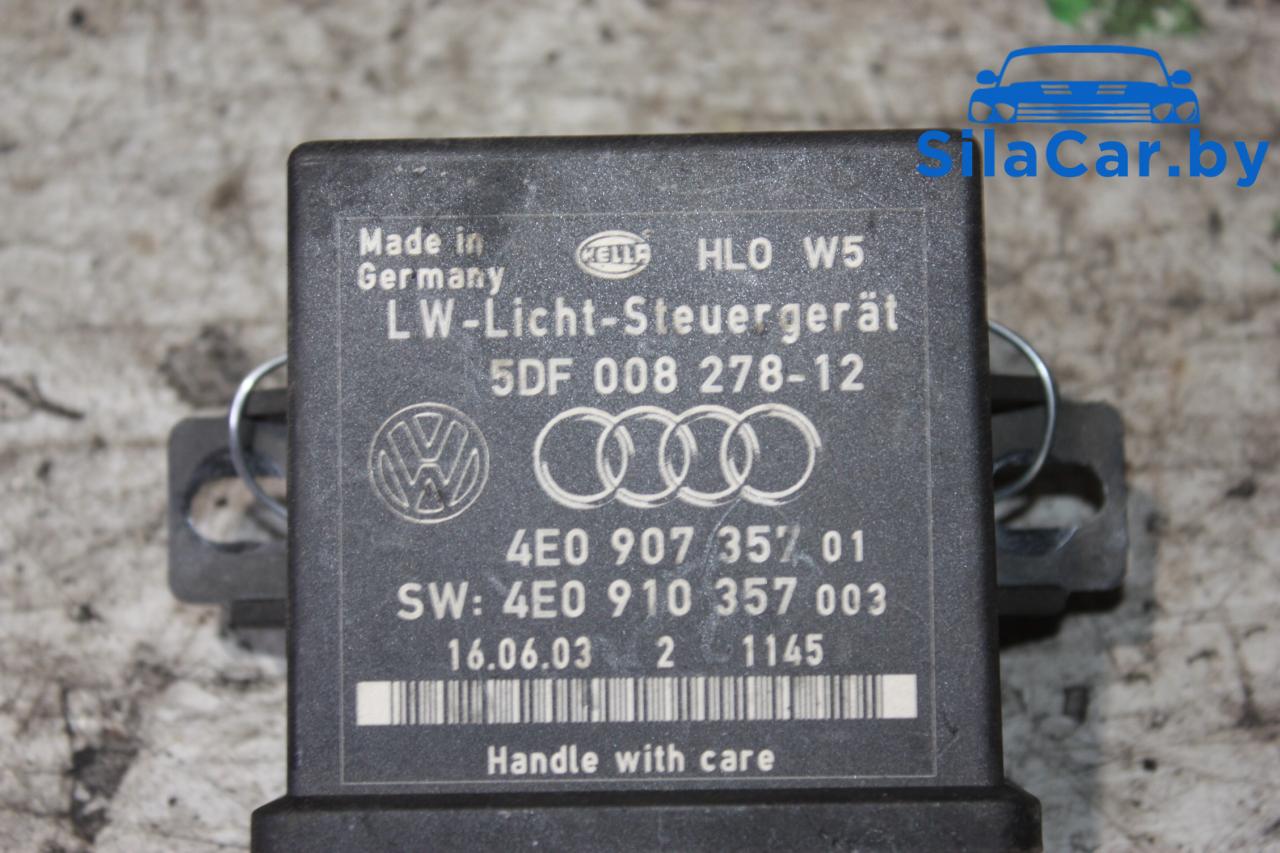 SilaCar.by
Made in
Germany
HELLA HLO W5
LW-Licht-Steuergerät
5DF 008 278-12
4E0 907 357 01
SW: 4E0 910 357 003
16.06.03 2 1145
Handle with care